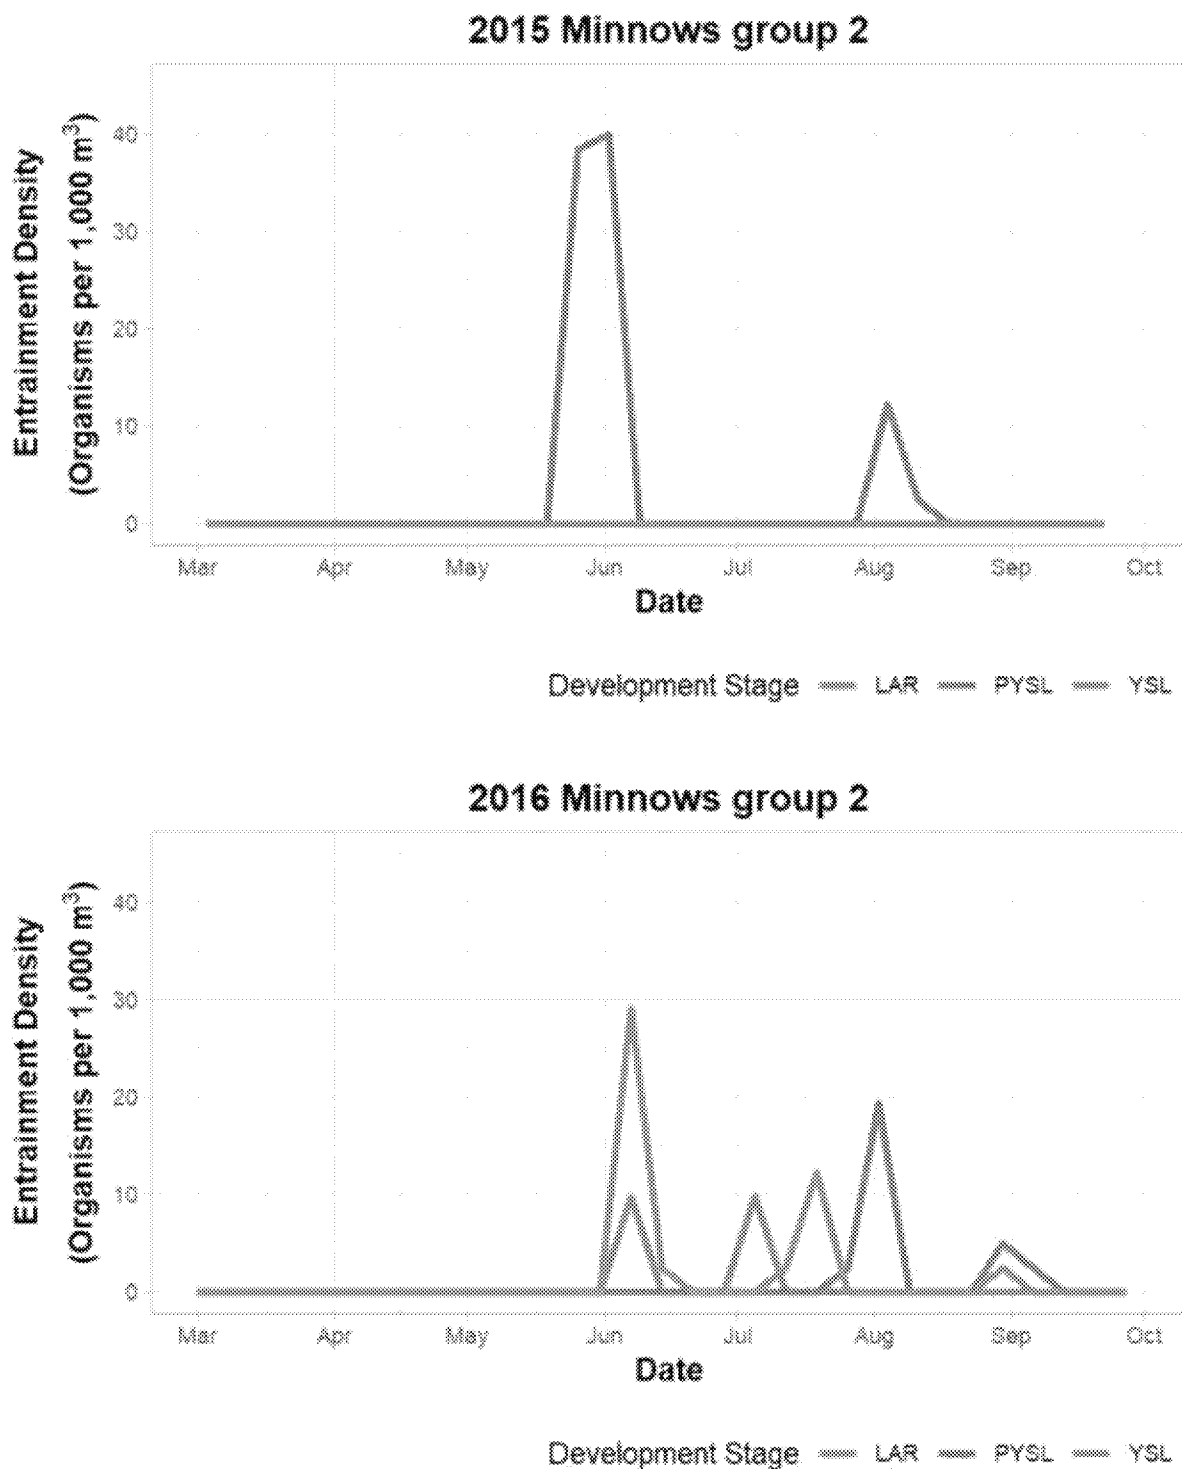 2015 Minnows group 2
Entrainment Density
(Organisms per 1,000 m³)
40
30
20
10
0
Mar Apr May Jun Jul Aug Sep Oct
Date
Development Stage LAR PYSL YSL
2016 Minnows group 2
Entrainment Density
(Organisms per 1,000 m³)
40
30
20
10
0
Mar Apr May Jun Jul Aug Sep Oct
Date
Development Stage LAR PYSL YSL